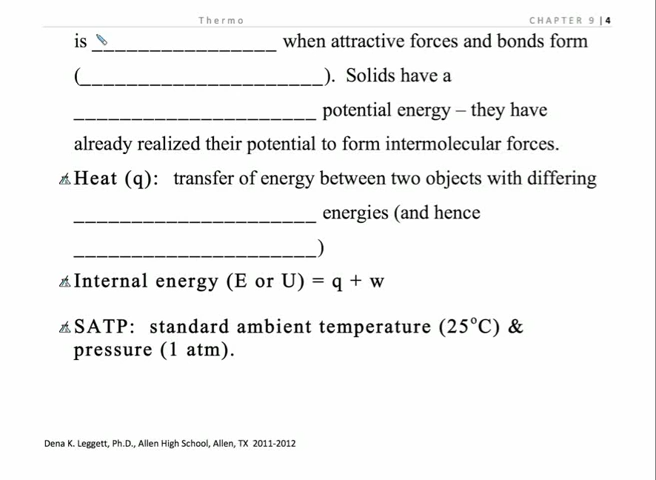 Thermo CHAPTER 9 | 4
is _________________ when attractive forces and bonds form
(______________________). Solids have a
______________________ potential energy – they have
already realized their potential to form intermolecular forces.
Heat (q): transfer of energy between two objects with differing
______________________ energies (and hence
______________________)
Internal energy (E or U) = q + w
SATP: standard ambient temperature (25°C) &
pressure (1 atm).
Dena K. Leggett, Ph.D., Allen High School, Allen, TX 2011-2012